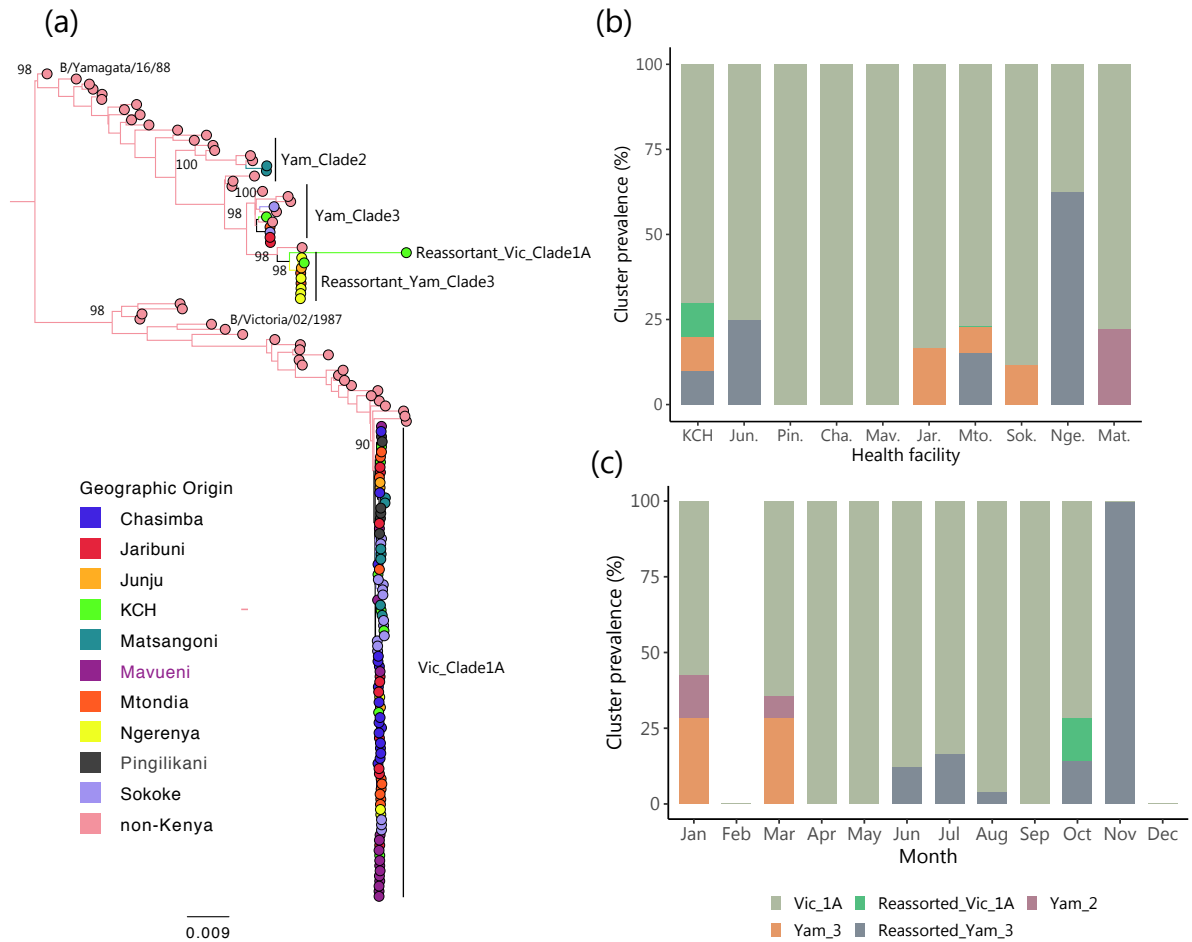 (a)
98
B/Yamagata/16/88
100
Yam_Clade2
100
98
Yam_Clade3
98
Reassortant_Vic_Clade1A
98
Reassortant_Yam_Clade3
98
B/Victoria/02/1987
90
Vic_Clade1A
Geographic Origin
Chasimba
Jaribuni
Junju
KCH
Matsangoni
Mavueni
Mtondia
Ngerenya
Pingilikani
Sokoke
non-Kenya
0.009
(b)
Cluster prevalence (%)
100
75
50
25
0
KCH Jun. Pin. Cha. Mav. Jar. Mto. Sok. Nge. Mat.
Health facility
(c)
Cluster prevalence (%)
100
75
50
25
0
Jan Feb Mar Apr May Jun Jul Aug Sep Oct Nov Dec
Month
Vic_1A Reassorted_Vic_1A Yam_2
Yam_3 Reassorted_Yam_3